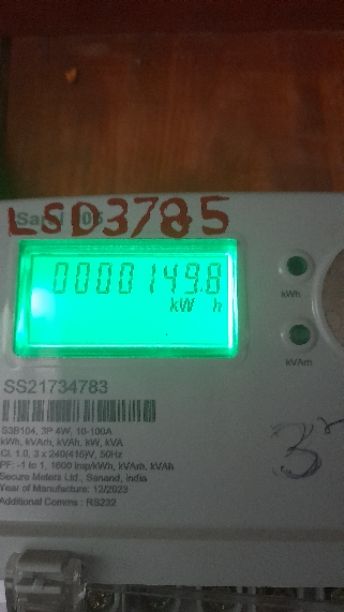 LSD3785
0000149.8
kW h
kWh
kVArh
SS21734783
S3B104, 3P 4W, 10-100A
kWh, kVArh, kVAh, kW, kVA
Cl. 1.0, 3 x 240(415)V, 50Hz
PF: -1 to 1, 1600 Imp/kWh, kVArh, kVAh
Secure Meters Ltd., Sanand, India
Year of Manufacture: 12/2023
Additional Comms : RS232